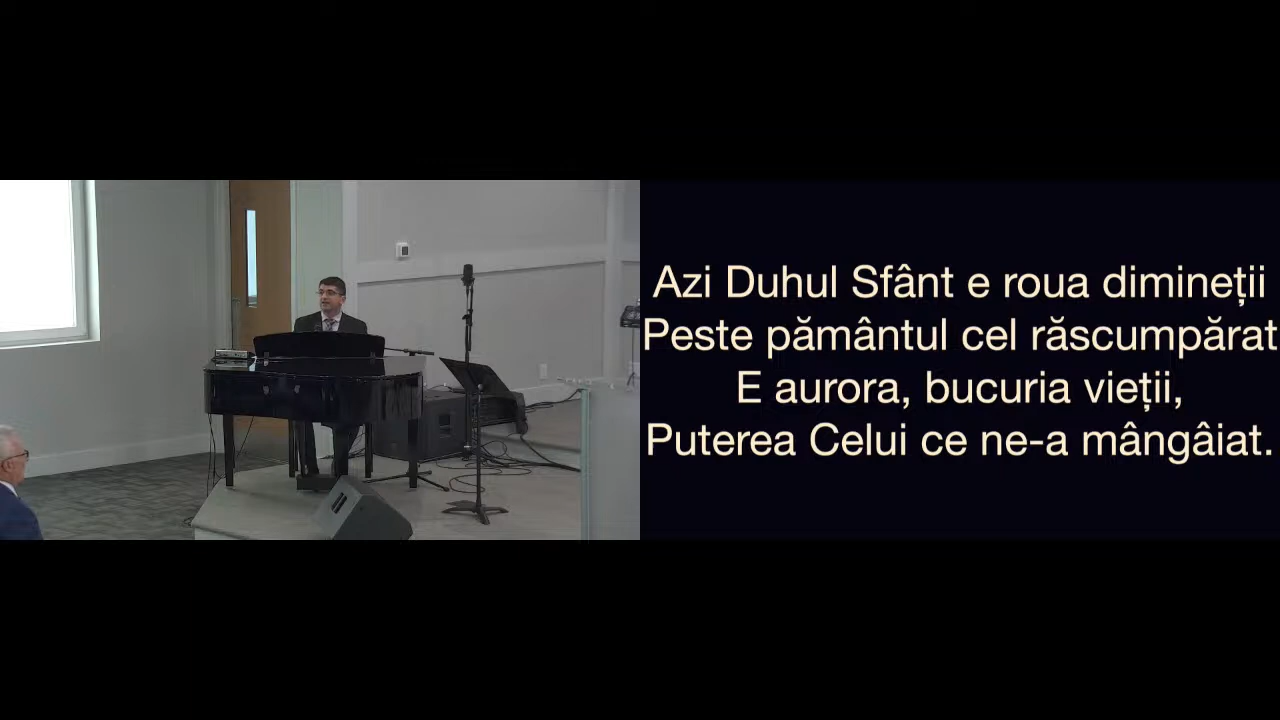 Azi Duhul Sfânt e roua dimineții
Peste pământul cel răscumpărat
E aurora, bucuria vieții,
Puterea Celui ce ne-a mângâiat.